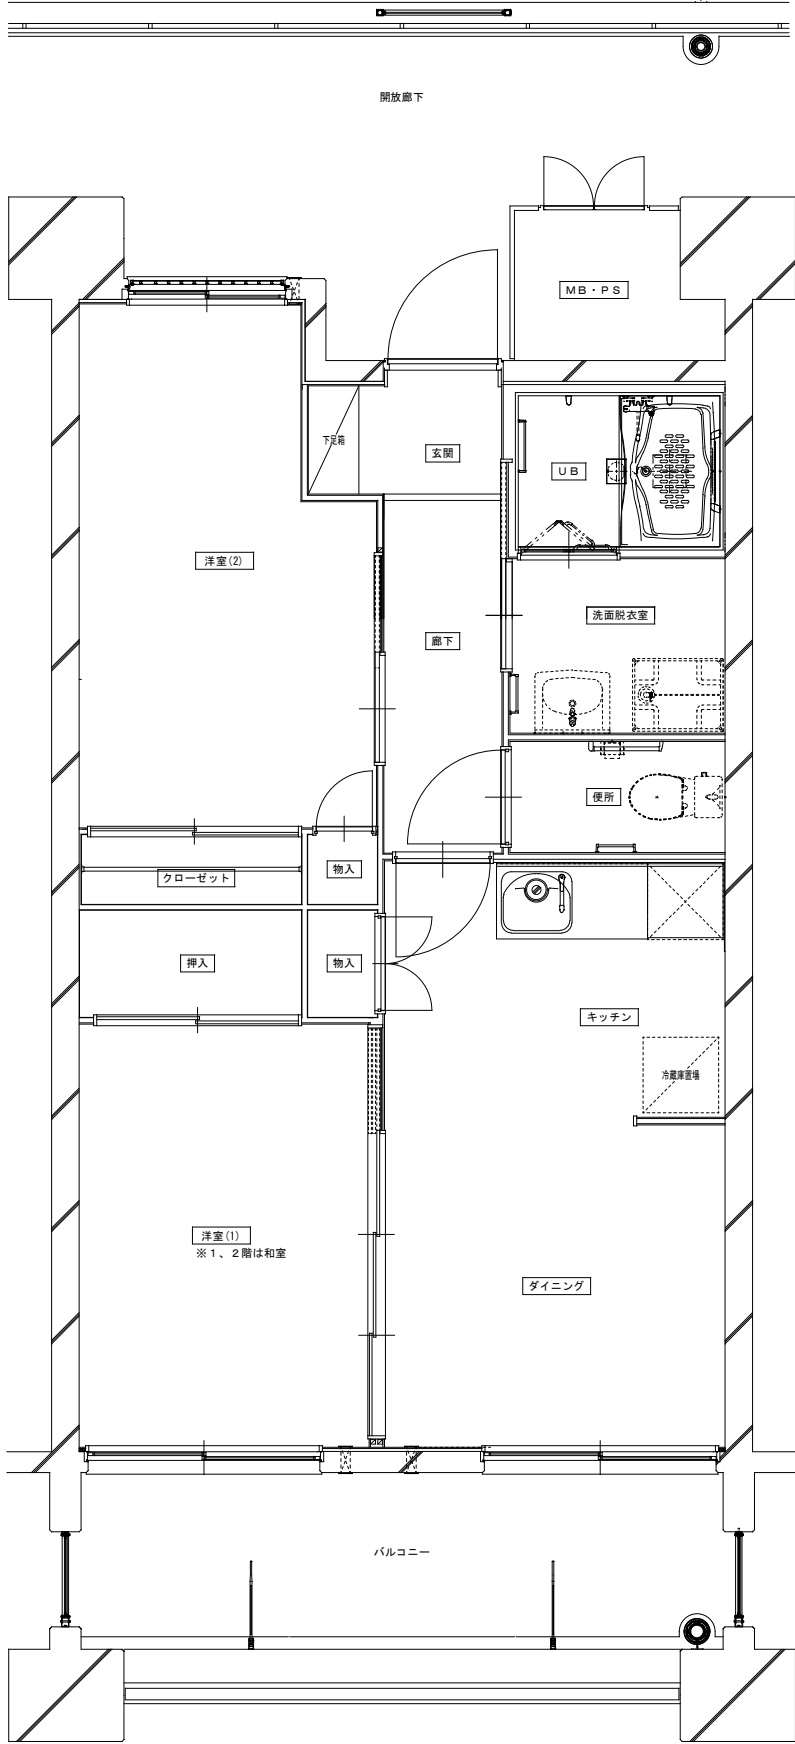 開放廊下
ＭＢ・ＰＳ
下足箱
玄関
ＵＢ
洋室(2)
廊下
洗面脱衣室
便所
物入
クローゼット
押入
物入
キッチン
冷蔵庫置場
洋室(1)
※１、２階は和室
ダイニング
バルコニー